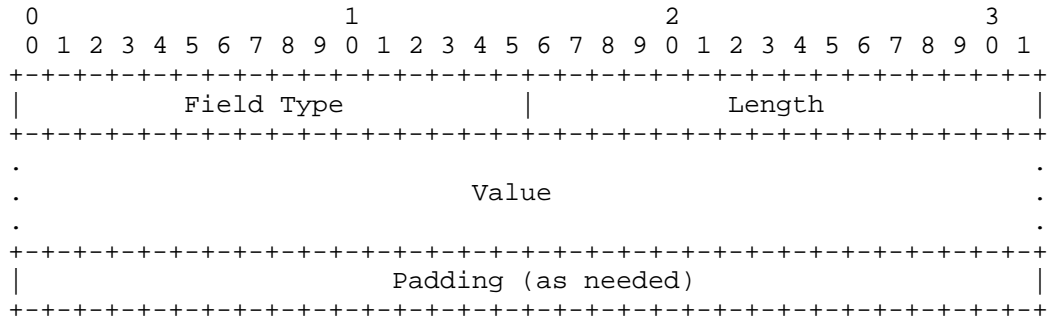 0                   1                   2                   3
 0 1 2 3 4 5 6 7 8 9 0 1 2 3 4 5 6 7 8 9 0 1 2 3 4 5 6 7 8 9 0 1
+-+-+-+-+-+-+-+-+-+-+-+-+-+-+-+-+-+-+-+-+-+-+-+-+-+-+-+-+-+-+-+-+
|          Field Type           |            Length             |
+-+-+-+-+-+-+-+-+-+-+-+-+-+-+-+-+-+-+-+-+-+-+-+-+-+-+-+-+-+-+-+-+
.                                                               .
.                            Value                              .
.                                                               .
+-+-+-+-+-+-+-+-+-+-+-+-+-+-+-+-+-+-+-+-+-+-+-+-+-+-+-+-+-+-+-+-+
|                       Padding (as needed)                     |
+-+-+-+-+-+-+-+-+-+-+-+-+-+-+-+-+-+-+-+-+-+-+-+-+-+-+-+-+-+-+-+-+